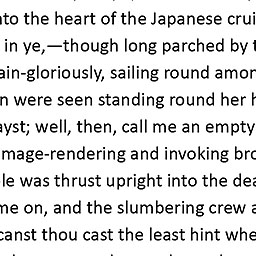 nto the heart of the Japanese crui
in ye,—though long parched by
ain-gloriously, sailing round amon
n were seen standing round her h
ayst; well, then, call me an empty
mage-rendering and invoking bro
le was thrust upright into the dea
me on, and the slumbering crew a
canst thou cast the least hint whe